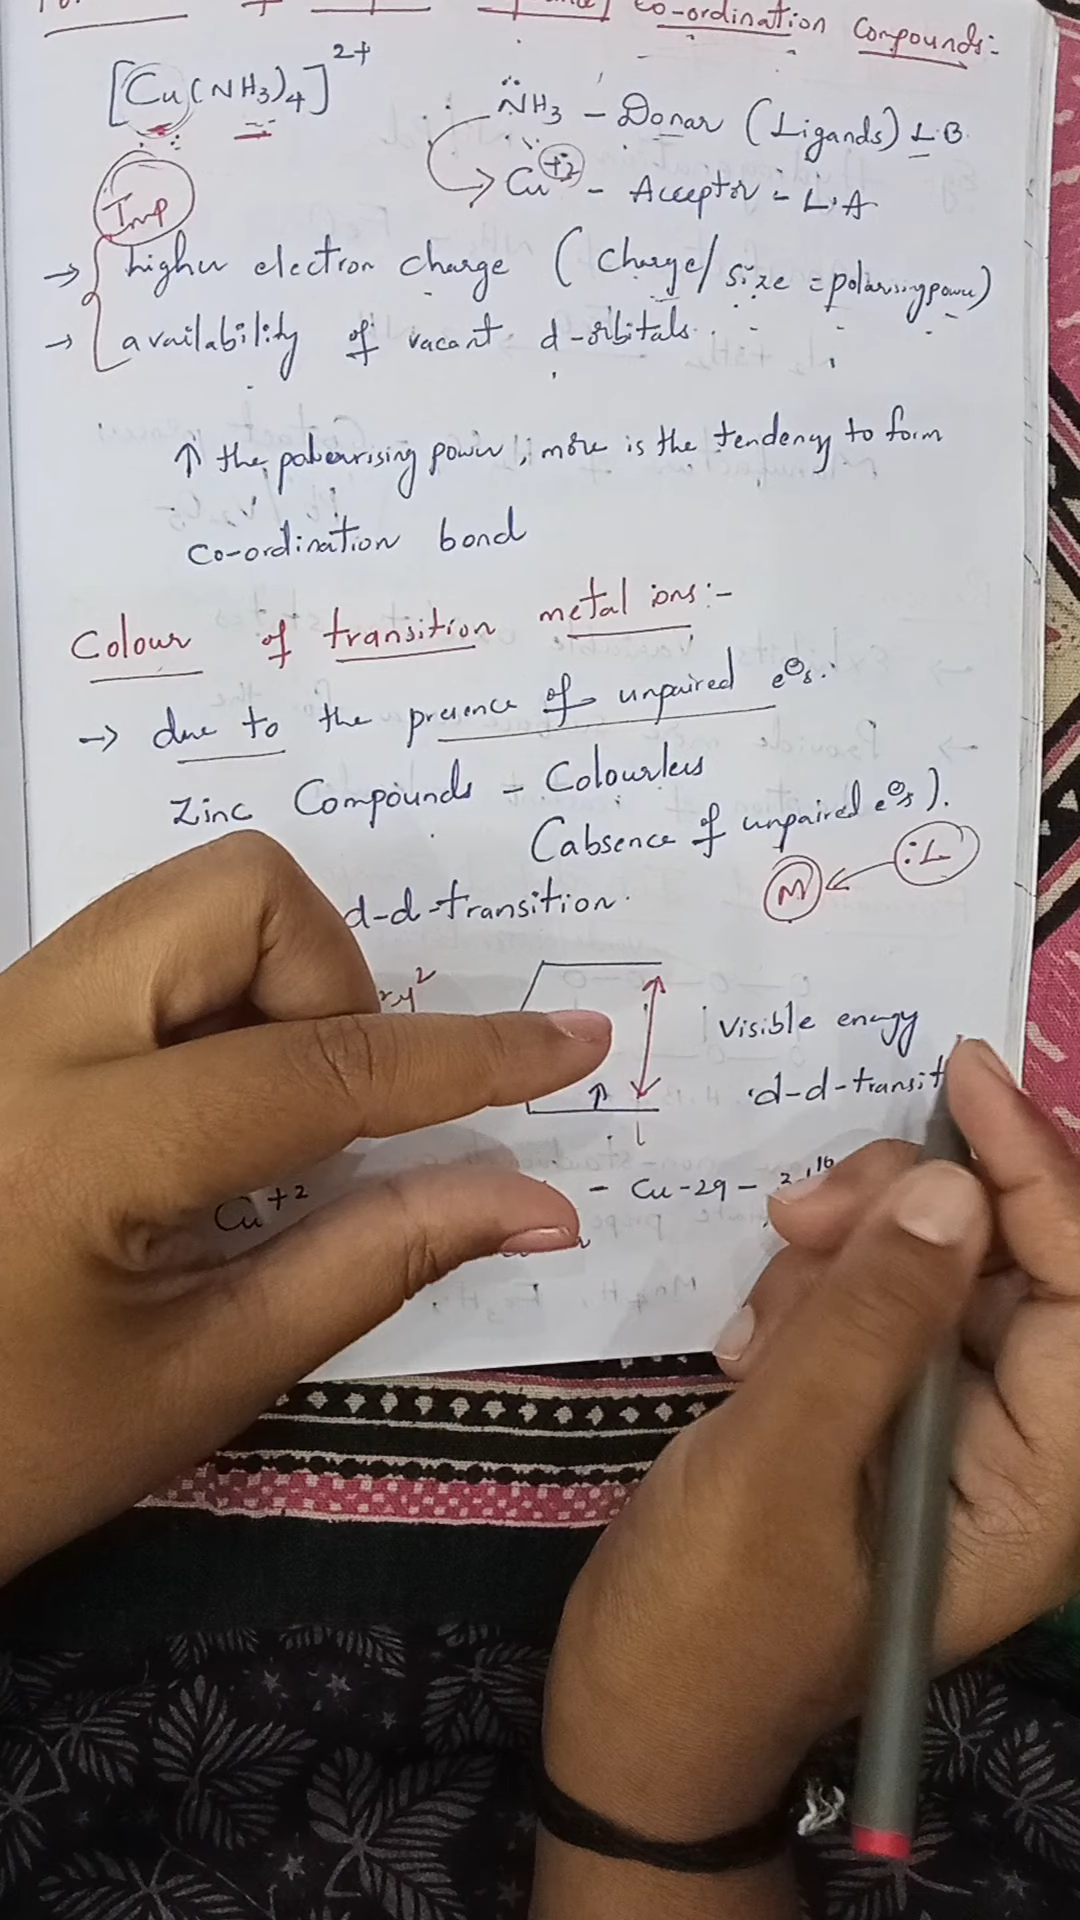 Co-ordination Compounds:-
[Cu(NH3)4]2+
N̈H3 - Donar (Ligands) L.B
Cu+2 - Acceptor = L.A
Imp
→ higher electron charge (Charge/size = polarising power)
→ availability of vacant d-orbitals.
↑ the polarising power, more is the tendency to form
Co-ordination bond
Colour of transition metal ions:-
→ due to the presence of unpaired e⊖s.
Zinc Compounds - Colourless
(absence of unpaired e⊖s).
M ← :L
d-d-transition.
y2
Visible energy
d-d-transit
Cu+2
- Cu-29 -